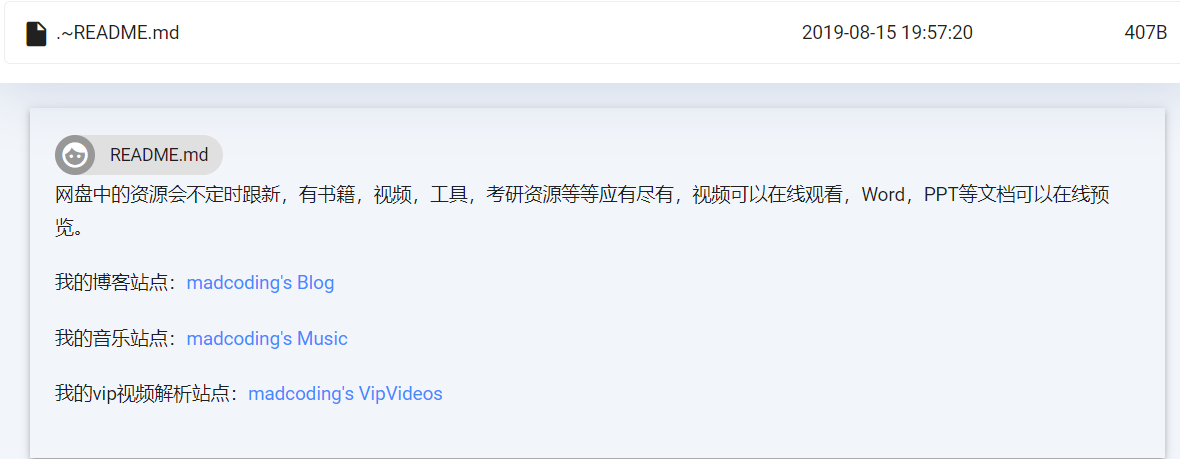 .~README.md 2019-08-15 19:57:20 407B
README.md
网盘中的资源会不定时跟新，有书籍，视频，工具，考研资源等等应有尽有，视频可以在线观看，Word，PPT等文档可以在线预
览。
我的博客站点：madcoding's Blog
我的音乐站点：madcoding's Music
我的vip视频解析站点：madcoding's VipVideos